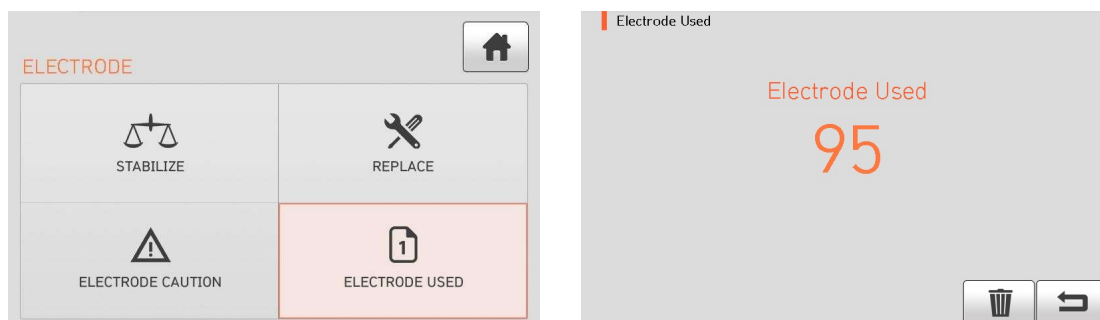 ELECTRODE
STABILIZE
REPLACE
ELECTRODE CAUTION
1
ELECTRODE USED
Electrode Used
Electrode Used
95